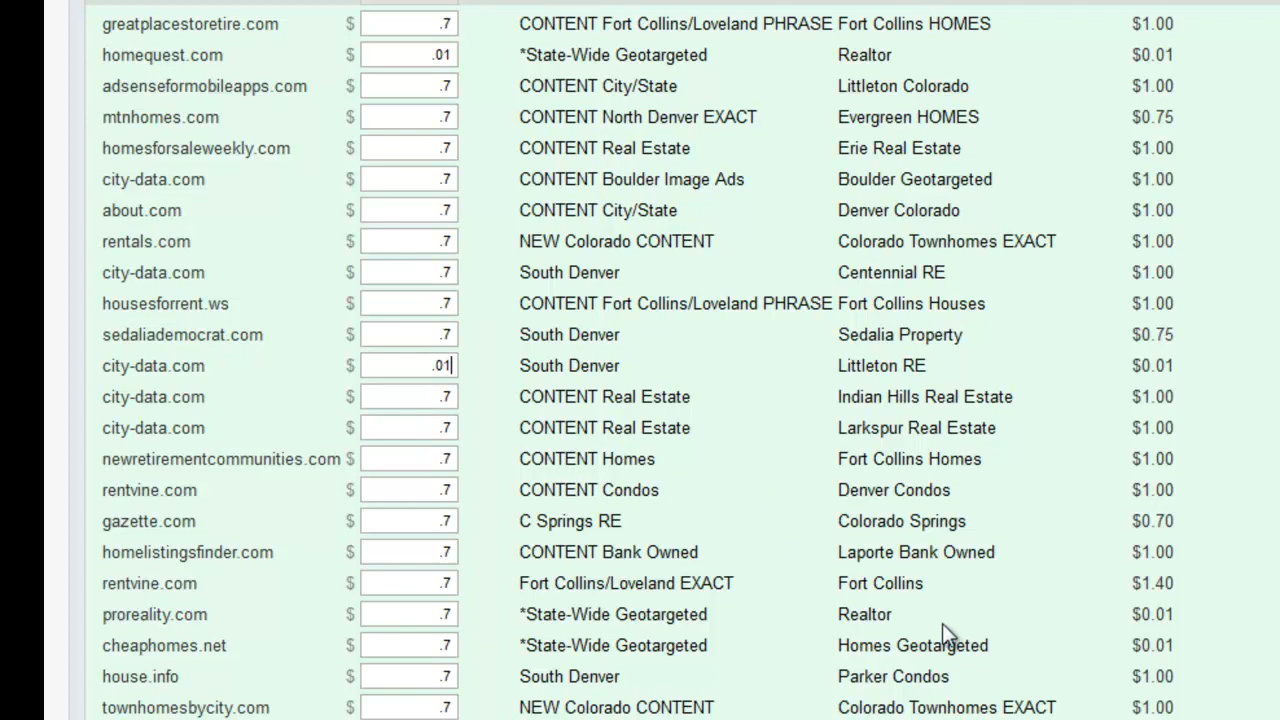 greatplacestoretire.com $ .7 CONTENT Fort Collins/Loveland PHRASE Fort Collins HOMES $1.00
homequest.com $ .01 *State-Wide Geotargeted Realtor $0.01
adsenseformobileapps.com $ .7 CONTENT City/State Littleton Colorado $1.00
mtnhomes.com $ .7 CONTENT North Denver EXACT Evergreen HOMES $0.75
homesforsaleweekly.com $ .7 CONTENT Real Estate Erie Real Estate $1.00
city-data.com $ .7 CONTENT Boulder Image Ads Boulder Geotargeted $1.00
about.com $ .7 CONTENT City/State Denver Colorado $1.00
rentals.com $ .7 NEW Colorado CONTENT Colorado Townhomes EXACT $1.00
city-data.com $ .7 South Denver Centennial RE $1.00
housesforrent.ws $ .7 CONTENT Fort Collins/Loveland PHRASE Fort Collins Houses $1.00
sedaliademocrat.com $ .7 South Denver Sedalia Property $0.75
city-data.com $ .01 South Denver Littleton RE $0.01
city-data.com $ .7 CONTENT Real Estate Indian Hills Real Estate $1.00
city-data.com $ .7 CONTENT Real Estate Larkspur Real Estate $1.00
newretirementcommunities.com $ .7 CONTENT Homes Fort Collins Homes $1.00
rentvine.com $ .7 CONTENT Condos Denver Condos $1.00
gazette.com $ .7 C Springs RE Colorado Springs $0.70
homelistingsfinder.com $ .7 CONTENT Bank Owned Laporte Bank Owned $1.00
rentvine.com $ .7 Fort Collins/Loveland EXACT Fort Collins $1.40
proreality.com $ .7 *State-Wide Geotargeted Realtor $0.01
cheaphomes.net $ .7 *State-Wide Geotargeted Homes Geotargeted $0.01
house.info $ .7 South Denver Parker Condos $1.00
townhomesbycity.com $ .7 NEW Colorado CONTENT Colorado Townhomes EXACT $1.00